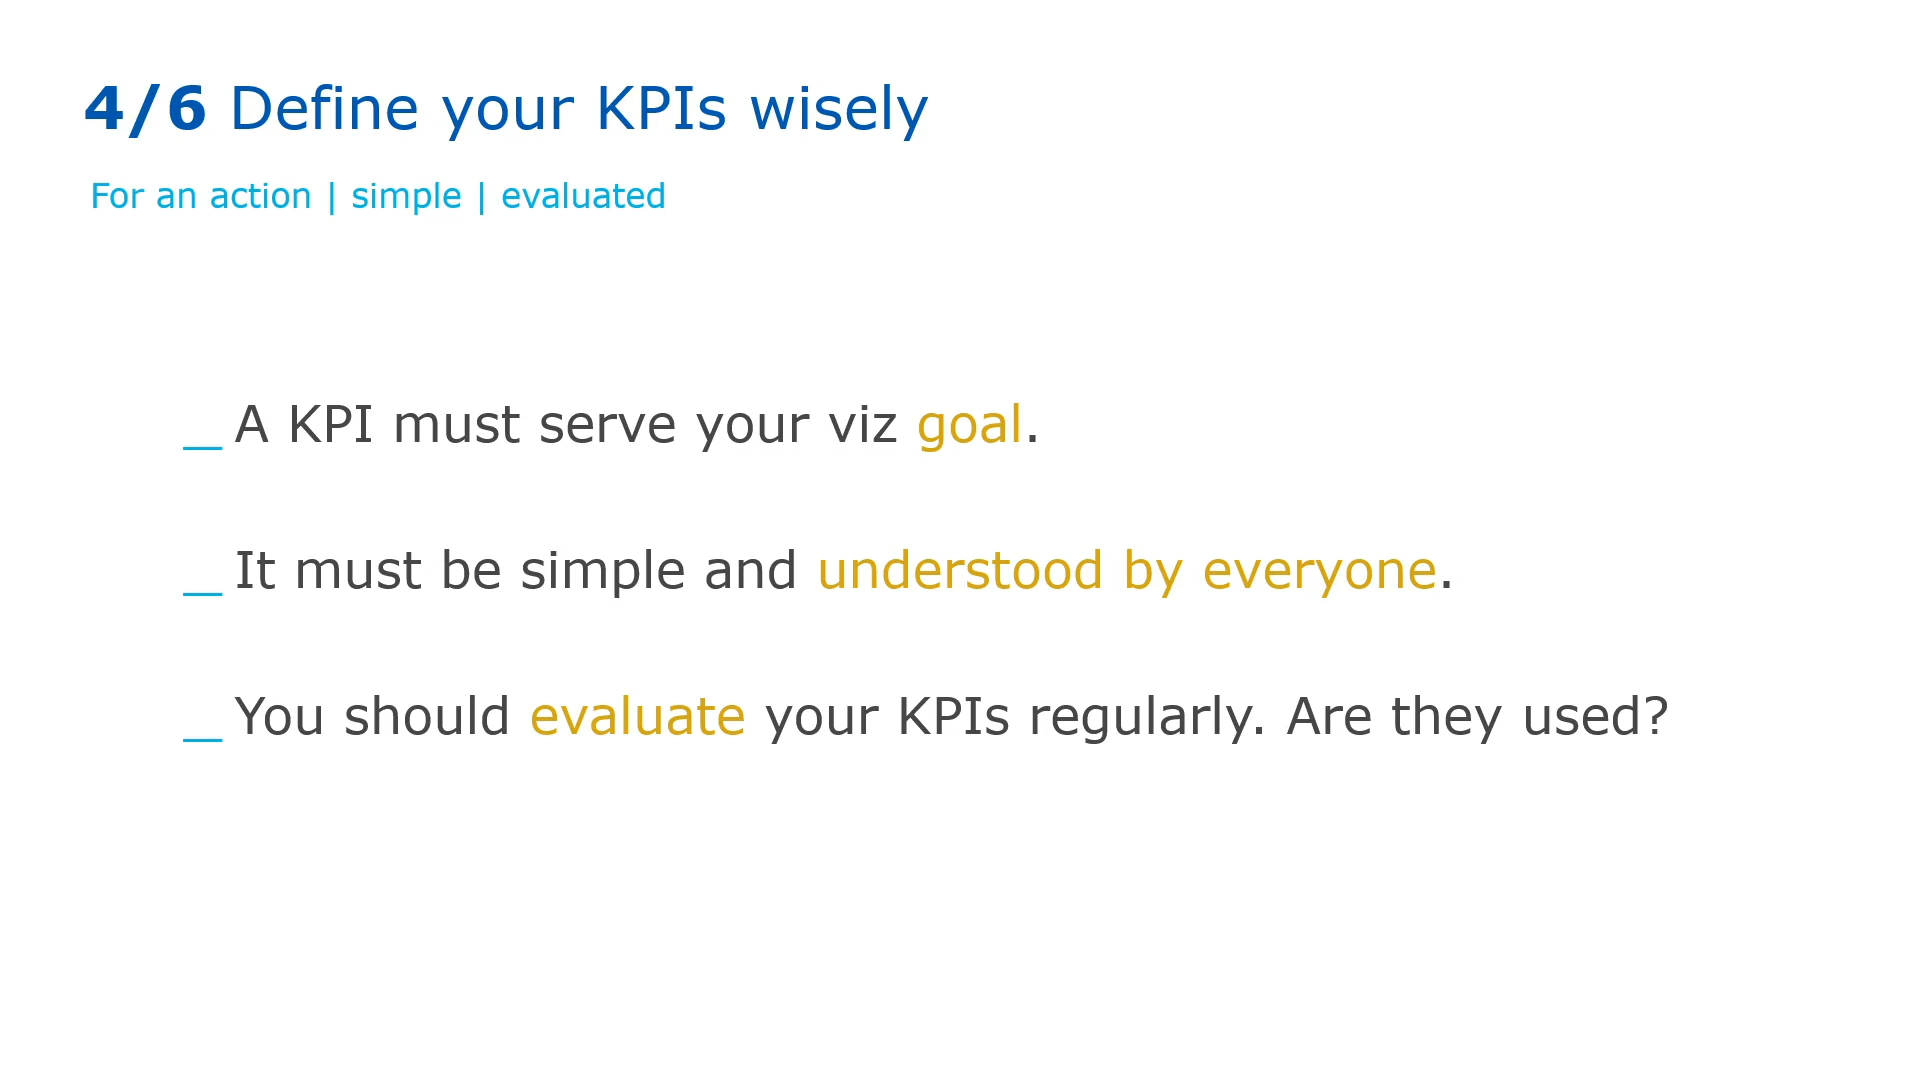 4/6 Define your KPIs wisely
For an action | simple | evaluated
_ A KPI must serve your viz goal.
_ It must be simple and understood by everyone.
_ You should evaluate your KPIs regularly. Are they used?